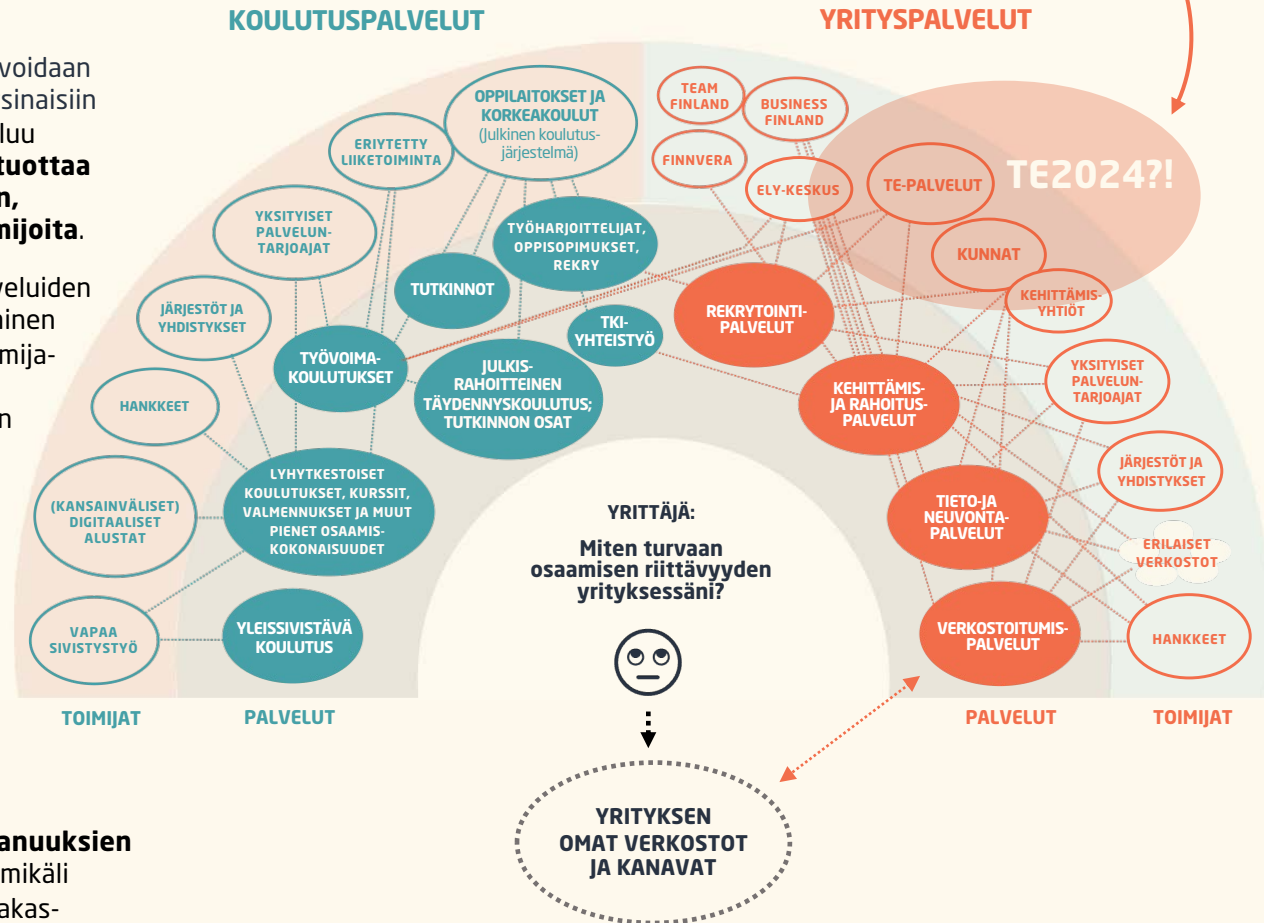 KOULUTUSPALVELUT
YRITYSPALVELUT
voidaan
sinaisiin
luu
tuottaa
n,
mijoita.
veluiden
inen
mija-
n
anuuksien
mikäli
akas-
OPPILAITOKSET JA
KORKEAKOULUT
(Julkinen koulutus-
järjestelmä)
ERIYTETTY
LIIKETOIMINTA
YKSITYISET
PALVELUN-
TARJOAJAT
JÄRJESTÖT JA
YHDISTYKSET
HANKKEET
(KANSAINVÄLISET)
DIGITAALISET
ALUSTAT
VAPAA
SIVISTYSTYÖ
TYÖHARJOITTELIJAT,
OPPISOPIMUKSET,
REKRY
TUTKINNOT
TKI-
YHTEISTYÖ
TYÖVOIMA-
KOULUTUKSET
JULKIS-
RAHOITTEINEN
TÄYDENNYSKOULUTUS;
TUTKINNON OSAT
LYHYTKESTOISET
KOULUTUKSET, KURSSIT,
VALMENNUKSET JA MUUT
PIENET OSAAMIS-
KOKONAISUUDET
YLEISSIVISTÄVÄ
KOULUTUS
TEAM
FINLAND
BUSINESS
FINLAND
FINNVERA
ELY-KESKUS
TE-PALVELUT
TE2024?!
KUNNAT
KEHITTÄMIS-
YHTIÖT
REKRYTOINTI-
PALVELUT
YKSITYISET
PALVELUN-
TARJOAJAT
KEHITTÄMIS-
JA RAHOITUS-
PALVELUT
JÄRJESTÖT JA
YHDISTYKSET
TIETO-JA
NEUVONTA-
PALVELUT
ERILAISET
VERKOSTOT
VERKOSTOITUMIS-
PALVELUT
HANKKEET
YRITTÄJÄ:
Miten turvaan
osaamisen riittävyyden
yrityksessäni?
TOIMIJAT
PALVELUT
PALVELUT
TOIMIJAT
YRITYKSEN
OMAT VERKOSTOT
JA KANAVAT